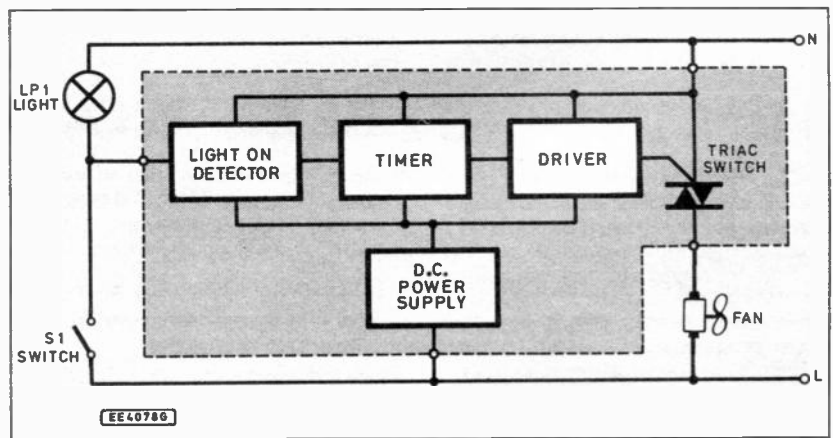 N
LP1
LIGHT
LIGHT ON
DETECTOR
TIMER
DRIVER
TRIAC
SWITCH
D.C.
POWER
SUPPLY
FAN
S1
SWITCH
L
EE4078G